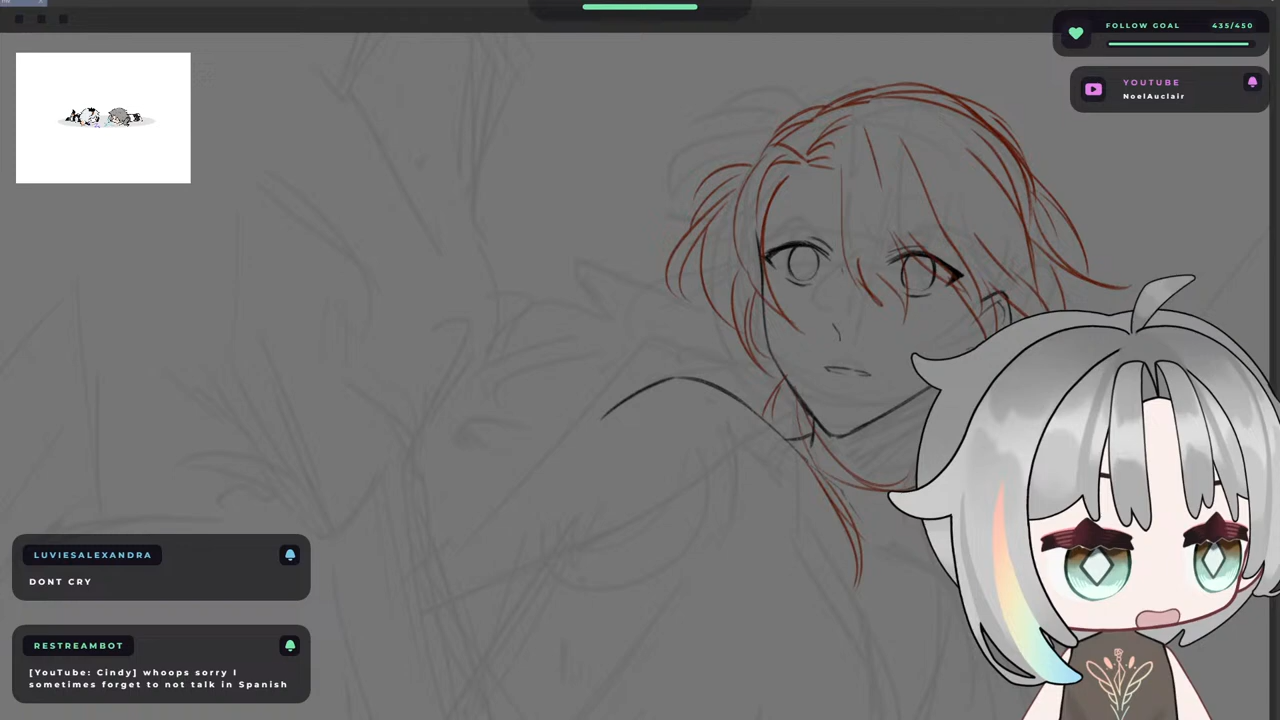 FOLLOW GOAL 435/450
YOUTUBE
NoelAuclair
LUVIESALEXANDRA
DONT CRY
RESTREAMBOT
[YouTube: Cindy] whoops sorry I
sometimes forget to not talk in Spanish